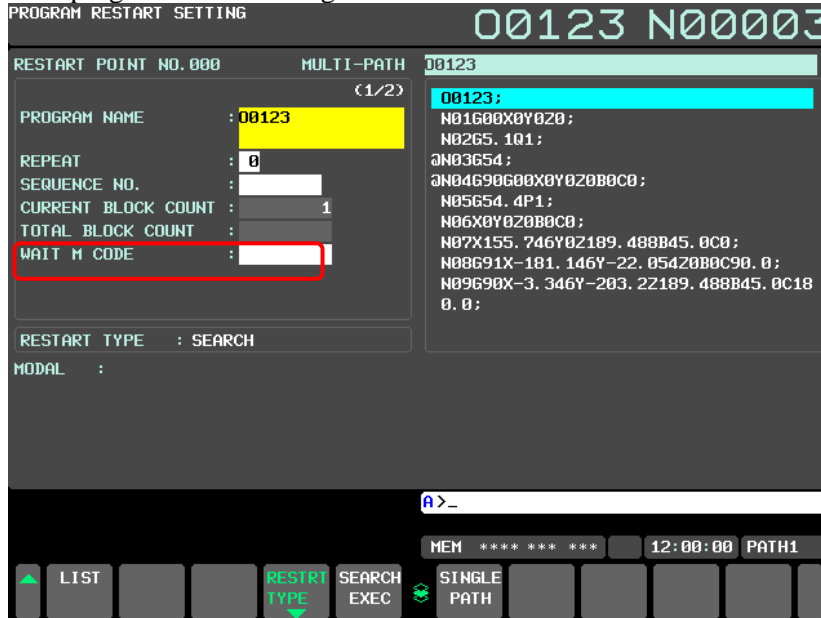 PROGRAM RESTART SETTING
O0123 N00003
RESTART POINT NO.000 MULTI-PATH
(1/2)
PROGRAM NAME :O0123
REPEAT : 0
SEQUENCE NO. :
CURRENT BLOCK COUNT : 1
TOTAL BLOCK COUNT :
WAIT M CODE :
RESTART TYPE : SEARCH
MODAL :
O0123
O0123;
N01G00X0Y0Z0;
N02G5.1Q1;
@N03G54;
@N04G90G00X0Y0Z0B0C0;
N05G54.4P1;
N06X0Y0Z0B0C0;
N07X155.746Y0Z189.488B45.0C0;
N08G91X-181.146Y-22.054Z0B0C90.0;
N09G90X-3.346Y-203.2Z189.488B45.0C18
0.0;
A>_
MEM **** *** *** 12:00:00 PATH1
LIST RESTRT TYPE SEARCH EXEC SINGLE PATH